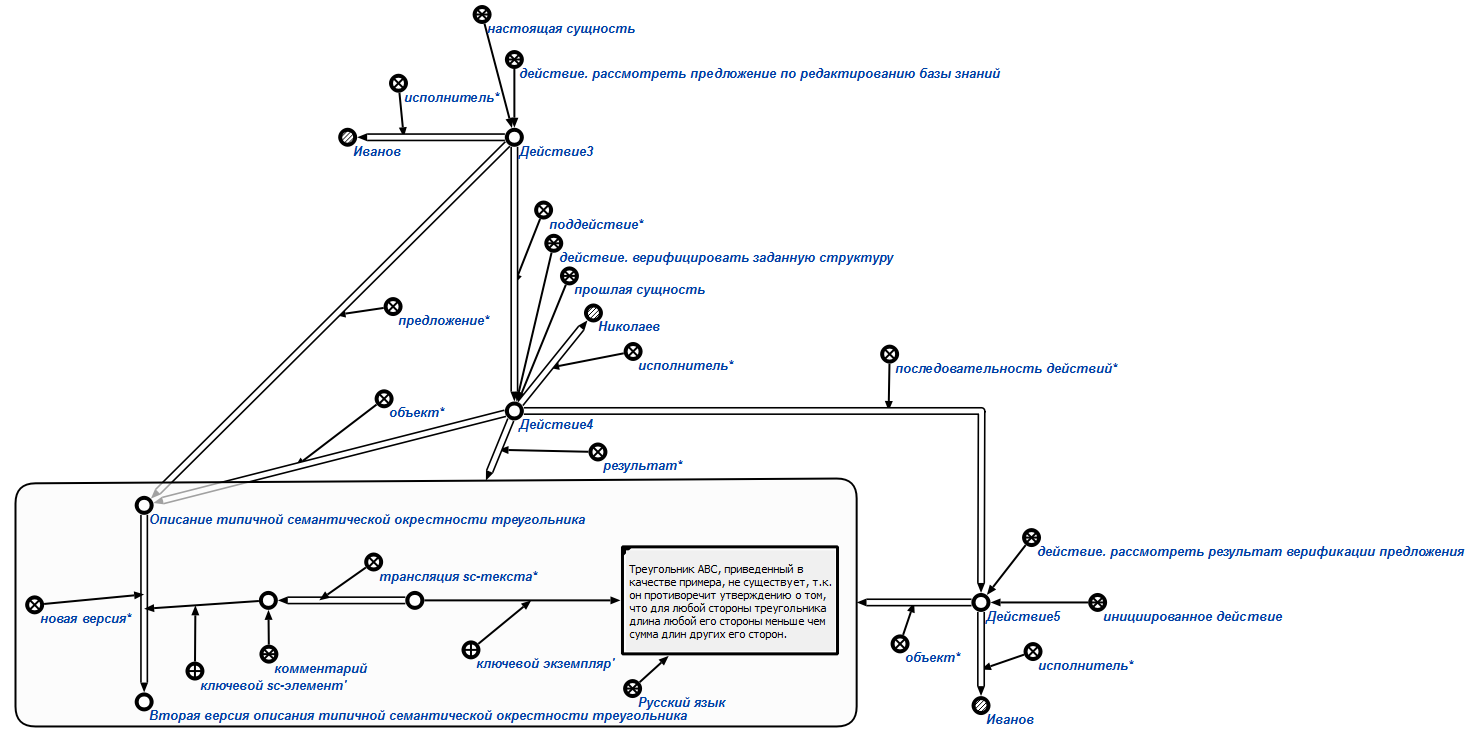 настоящая сущность
действие. рассмотреть предложение по редактированию базы знаний
исполнитель*
Иванов
Действие3
поддействие*
действие. верифицировать заданную структуру
прошлая сущность
предложение*
Николаев
исполнитель*
последовательность действий*
объект*
Действие4
результат*
Описание типичной семантической окрестности треугольника
действие. рассмотреть результат верификации предложения
трансляция sc-текста*
Треугольник ABC, приведенный в
качестве примера, не существует, т.к.
он противоречит утверждению о том,
что для любой стороны треугольника
длина любой его стороны меньше чем
сумма длин других его сторон.
новая версия*
Действие5
инициированное действие
комментарий
ключевой экземпляр'
объект*
исполнитель*
ключевой sc-элемент'
Русский язык
Вторая версия описания типичной семантической окрестности треугольника
Иванов